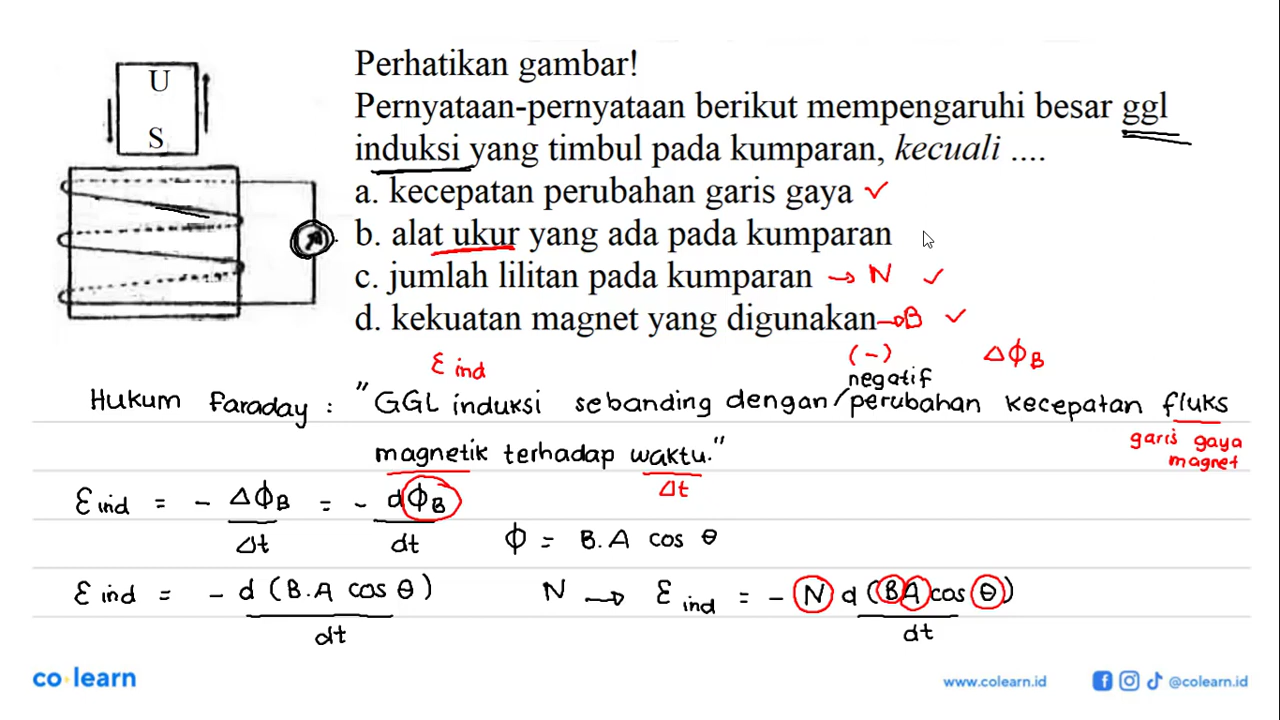 U
S
Perhatikan gambar!
Pernyataan-pernyataan berikut mempengaruhi besar ggl
induksi yang timbul pada kumparan, kecuali ....
a. kecepatan perubahan garis gaya ✓
b. alat ukur yang ada pada kumparan
c. jumlah lilitan pada kumparan → N ✓
d. kekuatan magnet yang digunakan → B ✓
ε ind (-) ΔΦB
negatif
Hukum Faraday : "GGL induksi sebanding dengan / perubahan kecepatan fluks
magnetik terhadap waktu."
garis gaya
magnet
Δt
ε ind = - ΔΦB / Δt = - dΦB / dt
Φ = B.A cos θ
ε ind = - d (B.A cos θ) / dt
N → ε ind = - N d (BA cos θ) / dt
co·learn
www.colearn.id
@colearn.id